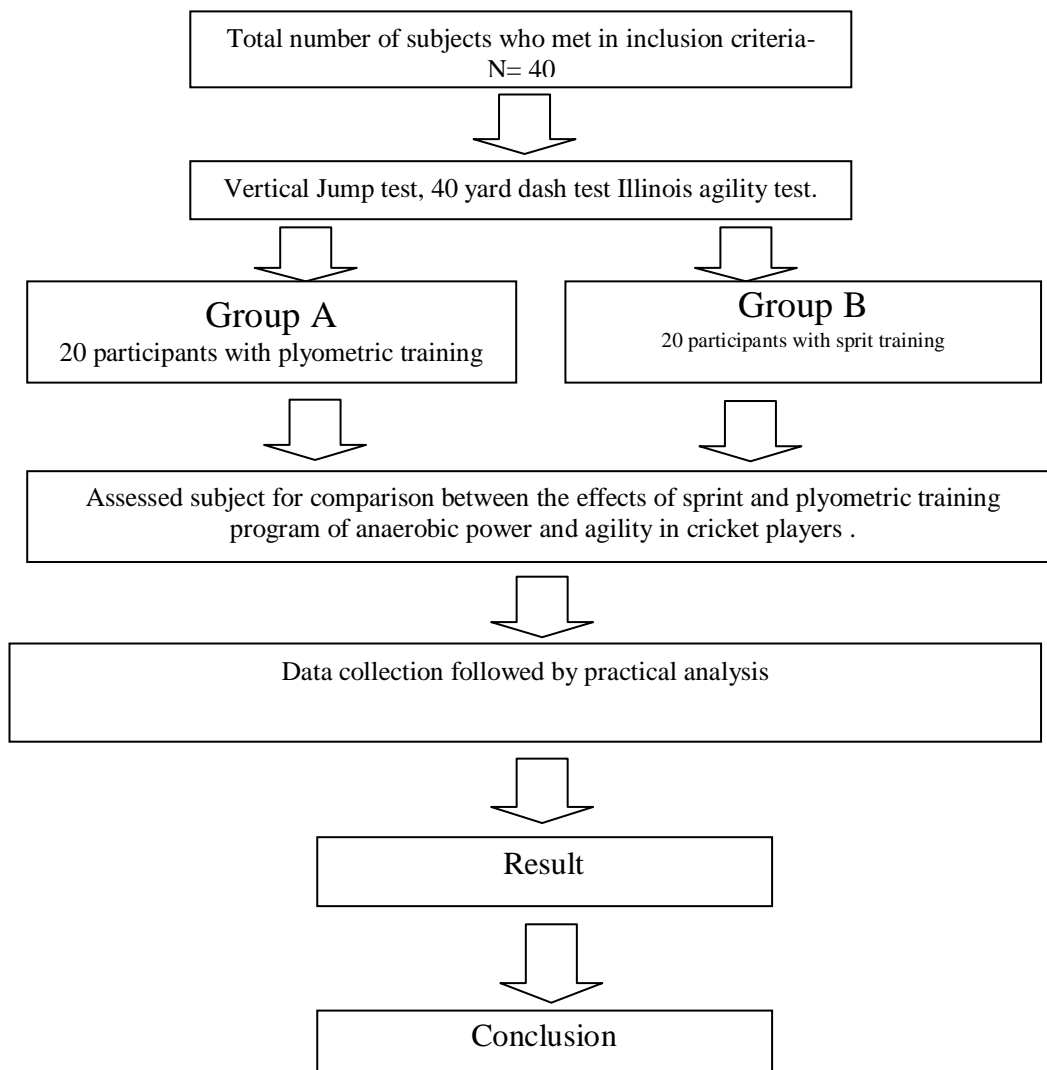 Total number of subjects who met in inclusion criteria-
N= 40
Vertical Jump test, 40 yard dash test Illinois agility test.
Group A
20 participants with plyometric training
Group B
20 participants with sprit training
Assessed subject for comparison between the effects of sprint and plyometric training
program of anaerobic power and agility in cricket players .
Data collection followed by practical analysis
Result
Conclusion